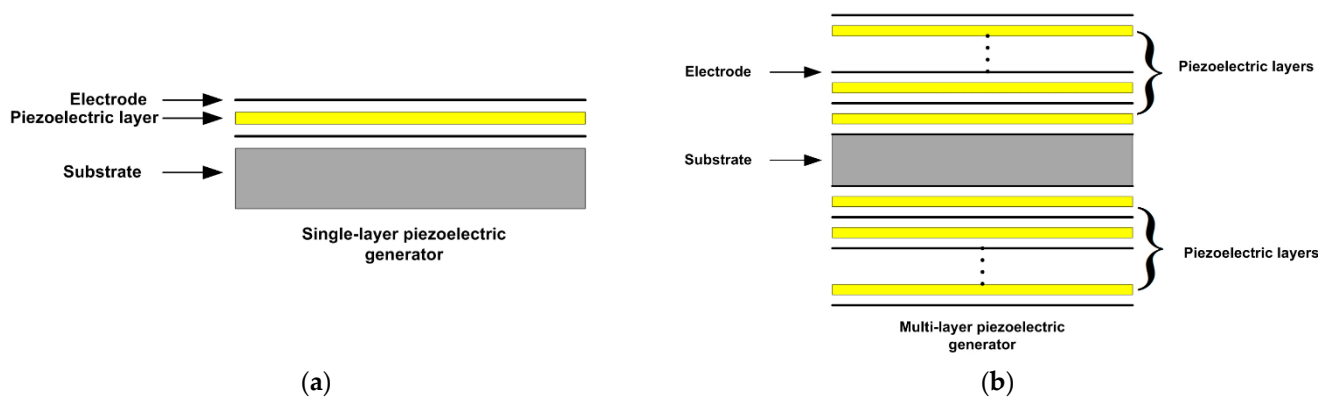 Electrode
Piezoelectric layer
Substrate
Single-layer piezoelectric
generator
(a)
Electrode
Piezoelectric layers
Substrate
Piezoelectric layers
Multi-layer piezoelectric
generator
(b)